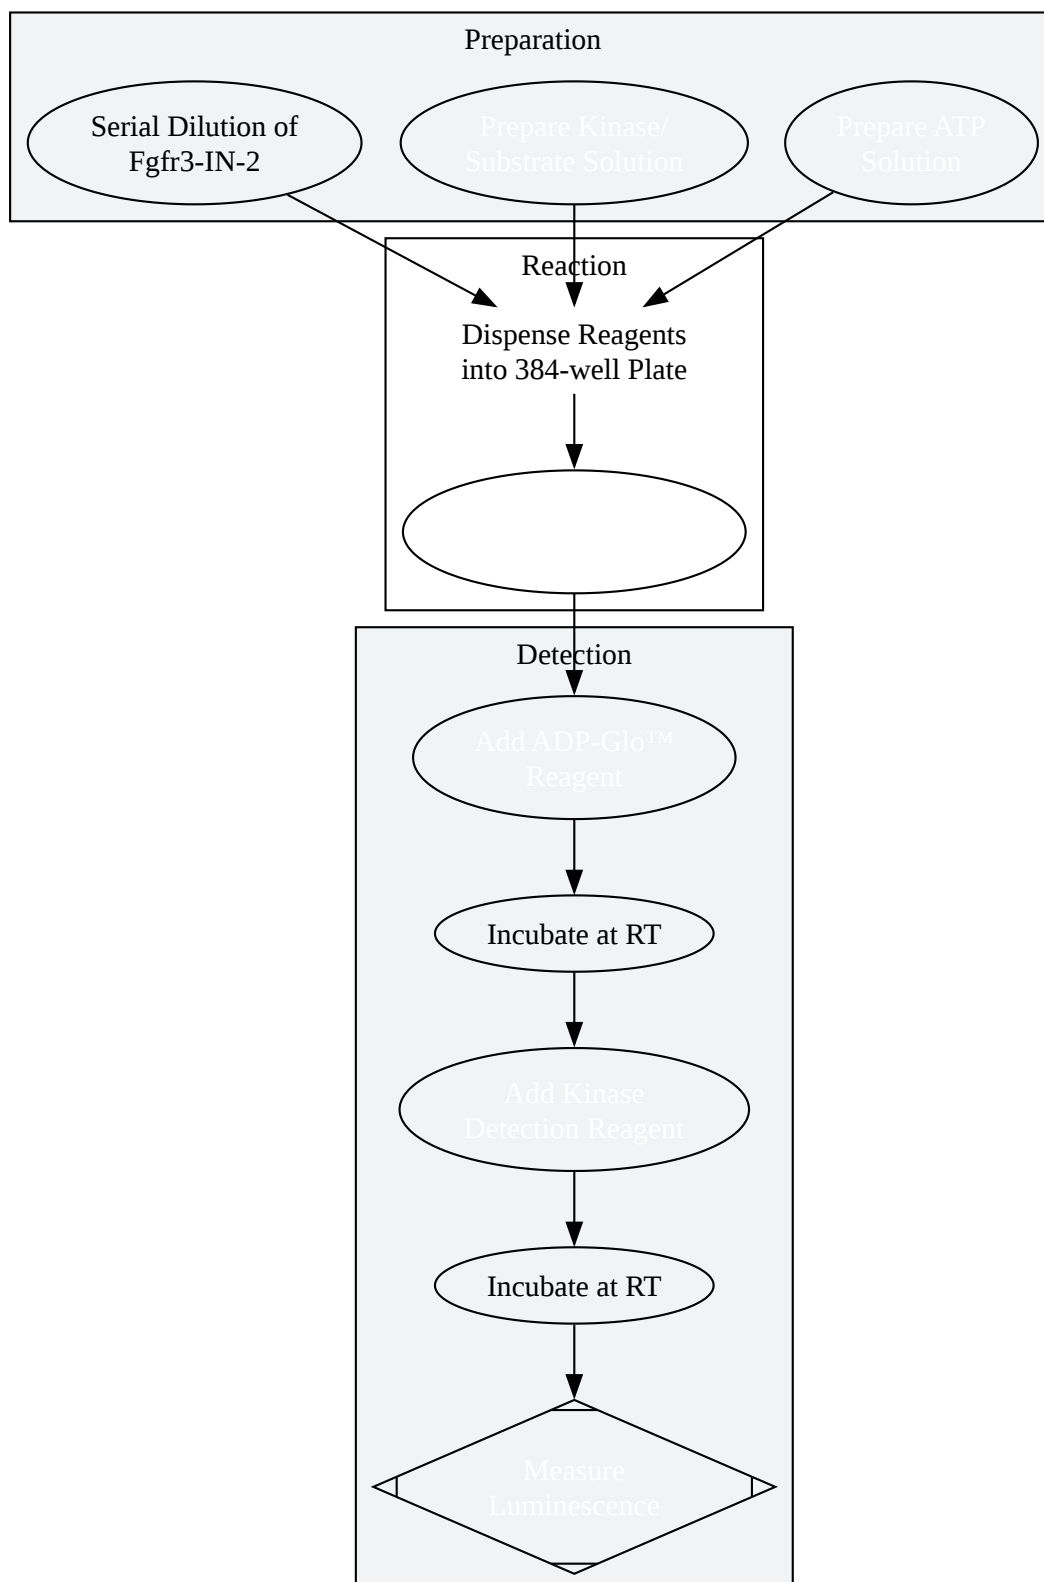 Preparation
Serial Dilution of
Fgfr3-IN-2
Prepare Kinase/
Substrate Solution
Prepare ATP
Solution
Reaction
Dispense Reagents
into 384-well Plate
Detection
Add ADP-Glo™
Reagent
Incubate at RT
Add Kinase
Detection Reagent
Incubate at RT
Measure
Luminescence